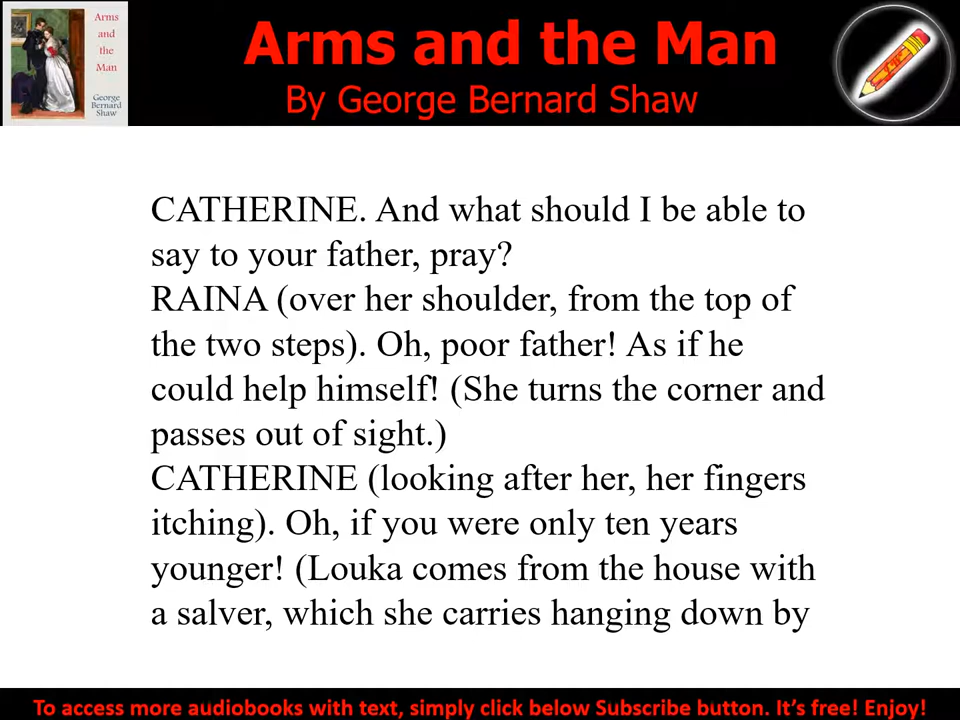 Arms
and
the
Man
George
Bernard
Shaw
Arms and the Man
By George Bernard Shaw
CATHERINE. And what should I be able to
say to your father, pray?
RAINA (over her shoulder, from the top of
the two steps). Oh, poor father! As if he
could help himself! (She turns the corner and
passes out of sight.)
CATHERINE (looking after her, her fingers
itching). Oh, if you were only ten years
younger! (Louka comes from the house with
a salver, which she carries hanging down by
To access more audiobooks with text, simply click below Subscribe button. It's free! Enjoy!